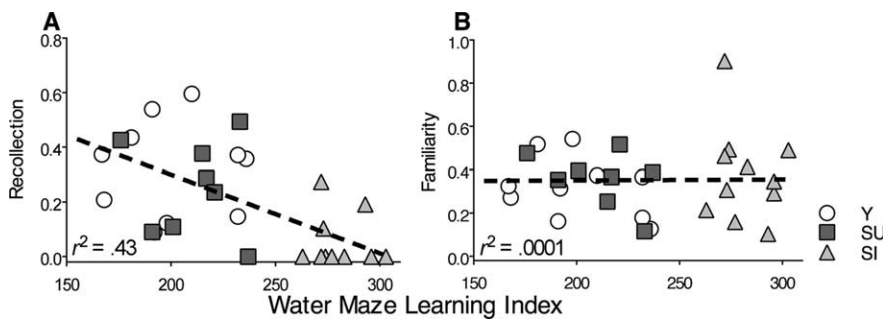 A
B
0.8
0.6
0.4
0.2
0.0
Recollection
r² = .43
150
200
250
300
1.0
0.8
0.6
0.4
0.2
0.0
Familiarity
r² = .0001
150
200
250
300
Y
SU
SI
Water Maze Learning Index